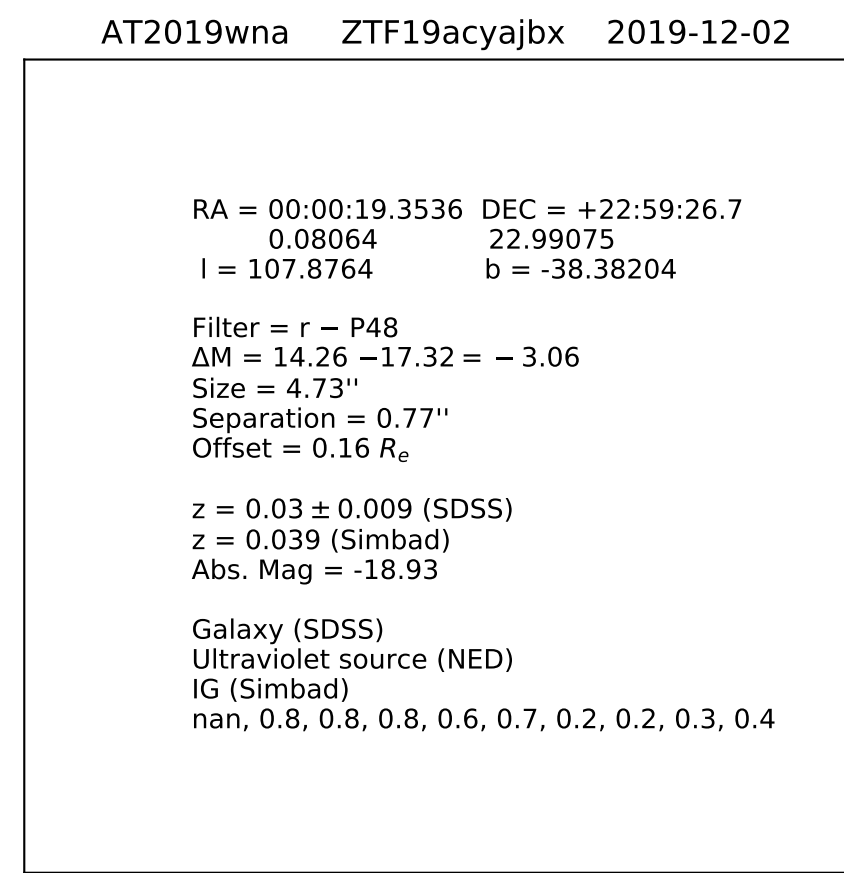 AT2019wna ZTF19acyajbx 2019-12-02
RA = 00:00:19.3536 DEC = +22:59:26.7
0.08064 22.99075
l = 107.8764 b = -38.38204
Filter = r − P48
ΔM = 14.26 −17.32 = − 3.06
Size = 4.73''
Separation = 0.77''
Offset = 0.16 Rₑ
z = 0.03 ± 0.009 (SDSS)
z = 0.039 (Simbad)
Abs. Mag = -18.93
Galaxy (SDSS)
Ultraviolet source (NED)
IG (Simbad)
nan, 0.8, 0.8, 0.8, 0.6, 0.7, 0.2, 0.2, 0.3, 0.4